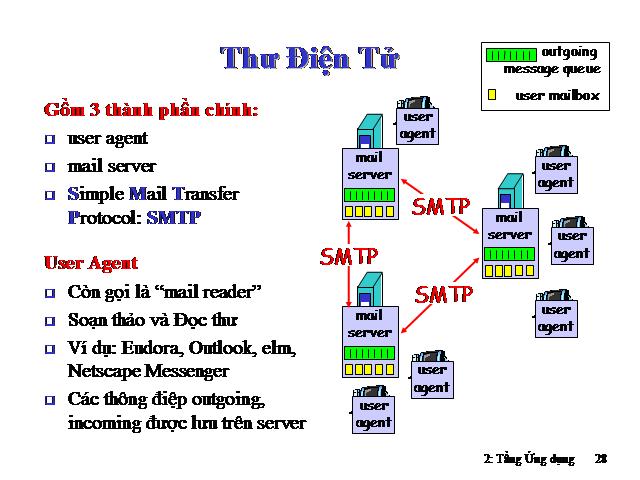 Thư Điện Tử
outgoing
message queue
user mailbox
Gồm 3 thành phần chính:
user agent
mail server
Simple Mail Transfer
Protocol: SMTP
User Agent
Còn gọi là “mail reader”
Soạn thảo và Đọc thư
Ví dụ: Eudora, Outlook, elm,
Netscape Messenger
Các thông điệp outgoing,
incoming được lưu trên server
user
agent
mail
server
user
agent
SMTP
mail
server
user
agent
SMTP
SMTP
user
agent
mail
server
user
agent
user
agent
2: Tầng Ứng dụng 28